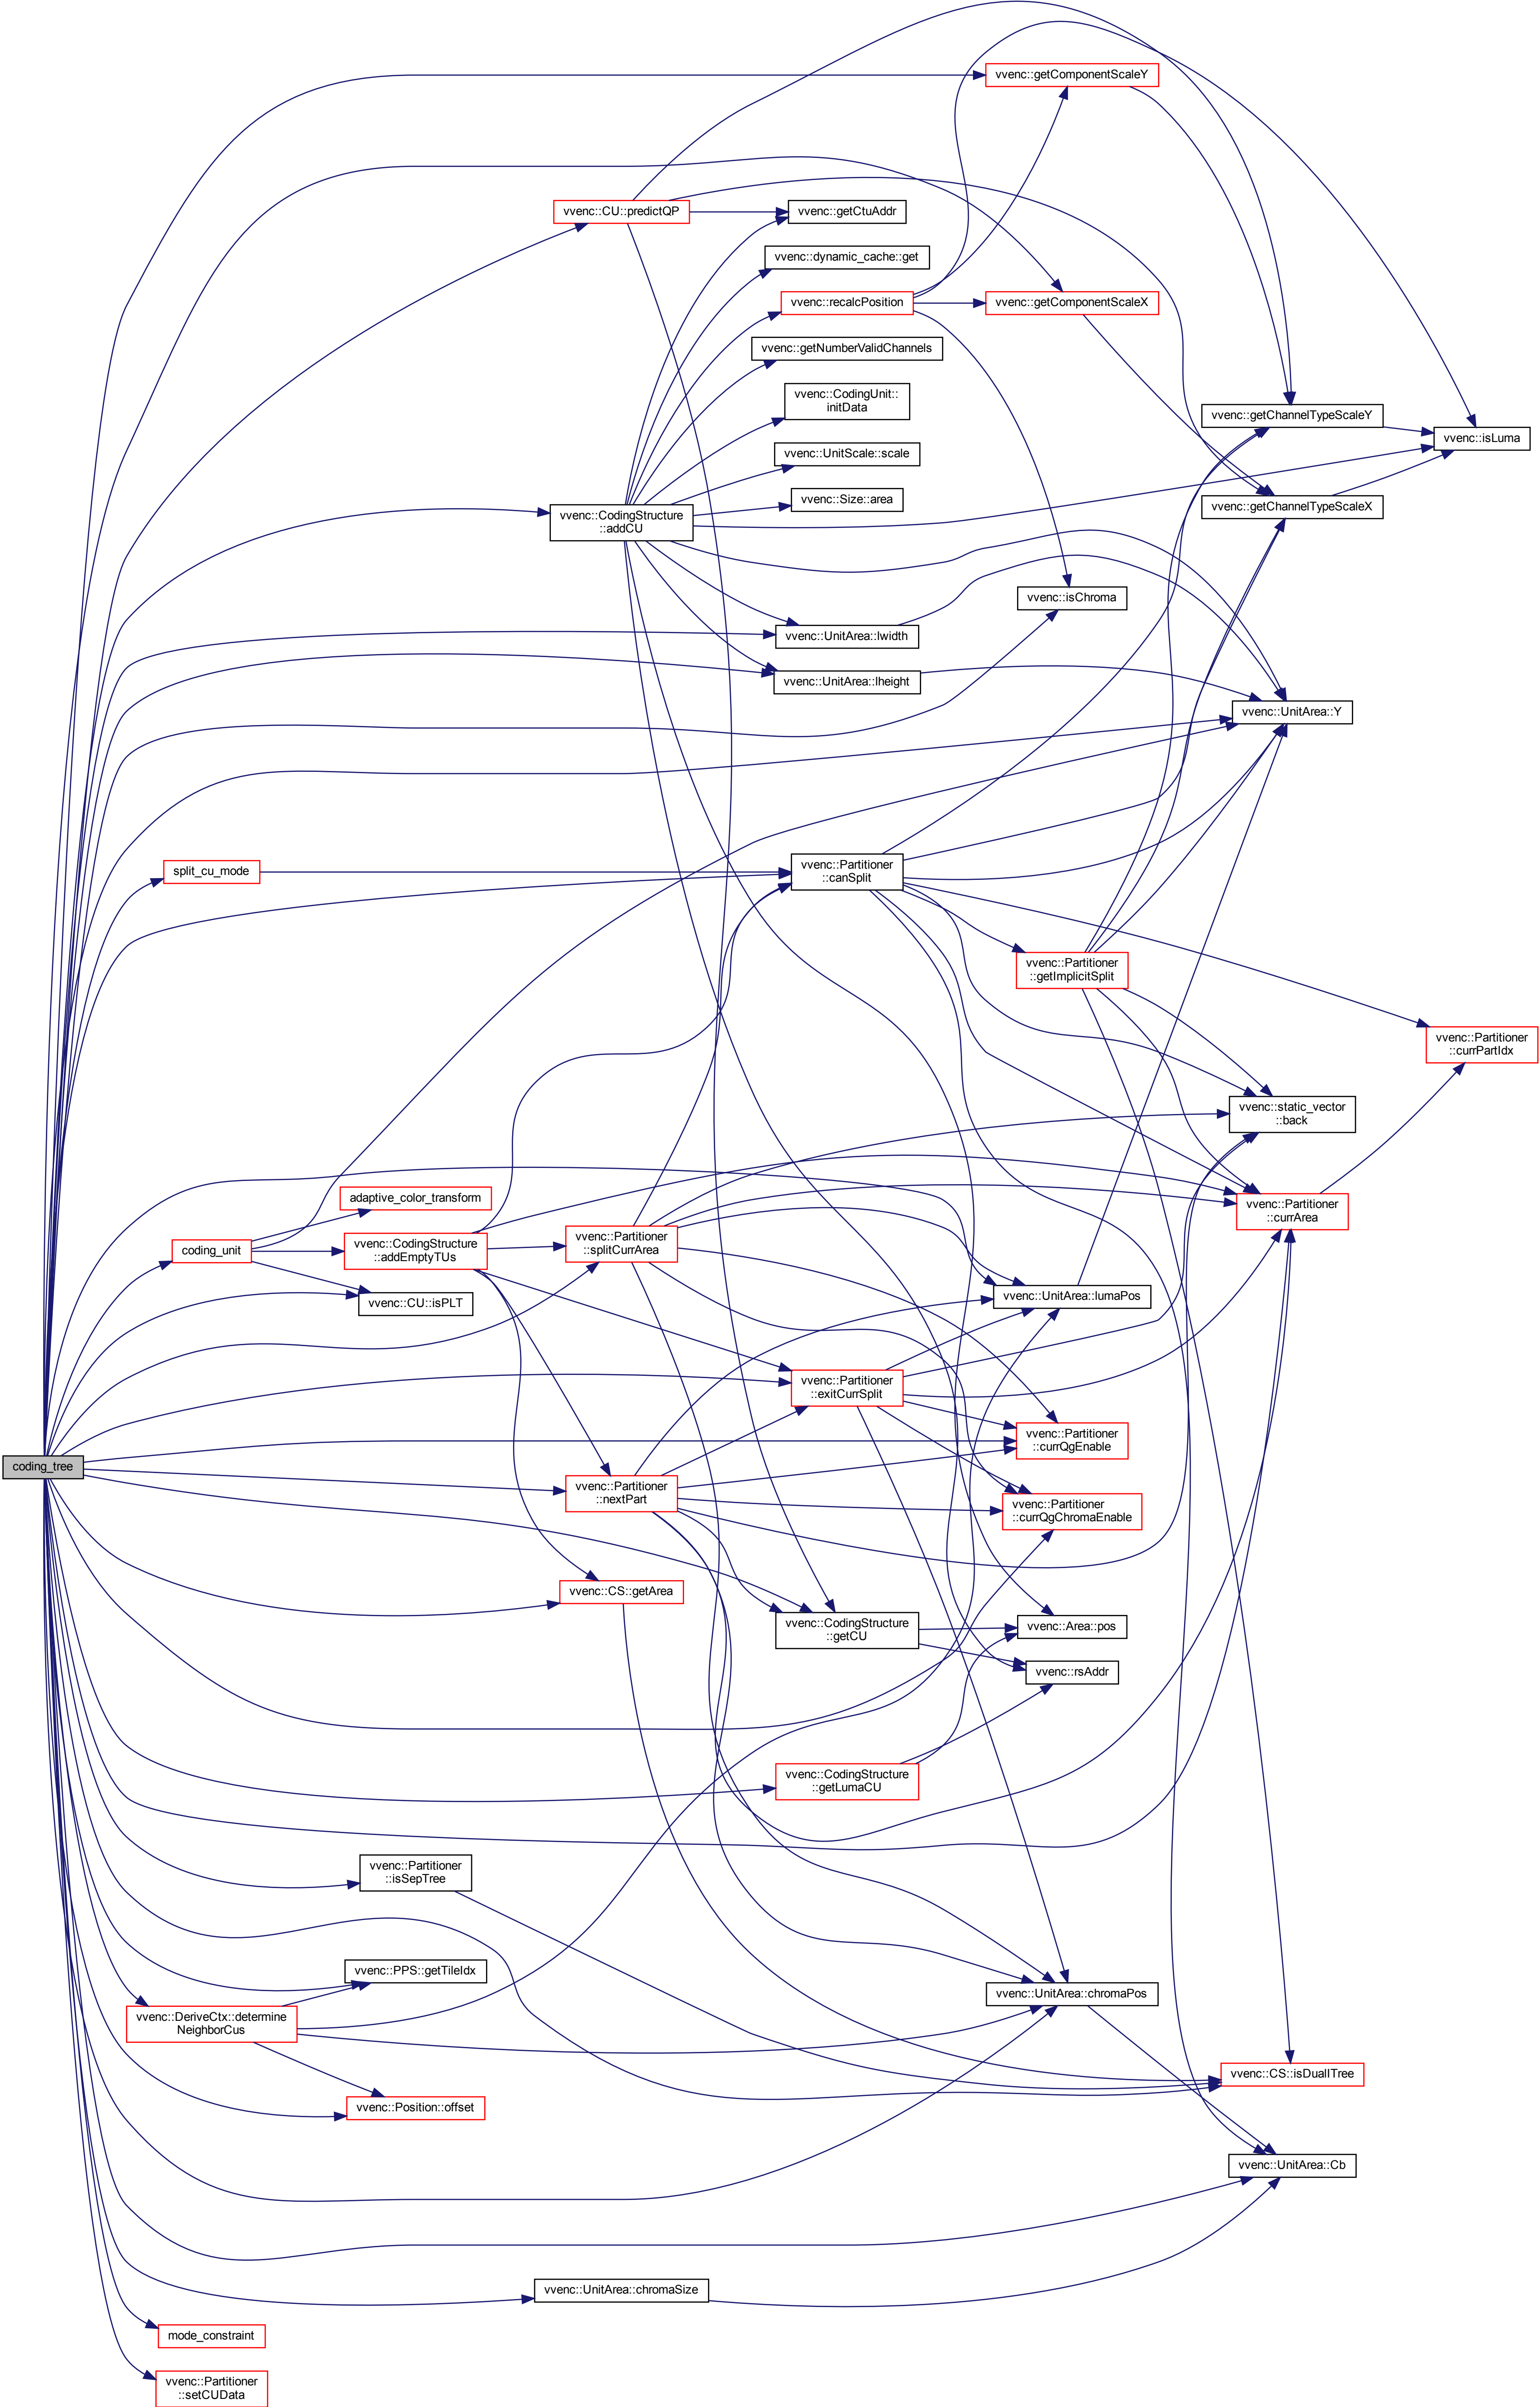 vvenc::getComponentScaleY
vvenc::CU::predictQP
vvenc::getCtuAddr
vvenc::dynamic_cache::get
vvenc::recalcPosition
vvenc::getComponentScaleX
vvenc::getNumberValidChannels
vvenc::CodingUnit::
initData
vvenc::getChannelTypeScaleY
vvenc::isLuma
vvenc::UnitScale::scale
vvenc::Size::area
vvenc::getChannelTypeScaleX
vvenc::CodingStructure
::addCU
vvenc::isChroma
vvenc::UnitArea::lwidth
vvenc::UnitArea::lheight
vvenc::UnitArea::Y
split_cu_mode
vvenc::Partitioner
::canSplit
vvenc::Partitioner
::getImplicitSplit
vvenc::Partitioner
::currPartIdx
vvenc::static_vector
::back
adaptive_color_transform
vvenc::Partitioner
::currArea
coding_unit
vvenc::CodingStructure
::addEmptyTUs
vvenc::Partitioner
::splitCurrArea
vvenc::CU::isPLT
vvenc::UnitArea::lumaPos
vvenc::Partitioner
::exitCurrSplit
vvenc::Partitioner
::currQgEnable
coding_tree
vvenc::Partitioner
::nextPart
vvenc::Partitioner
::currQgChromaEnable
vvenc::CS::getArea
vvenc::CodingStructure
::getCU
vvenc::Area::pos
vvenc::rsAddr
vvenc::CodingStructure
::getLumaCU
vvenc::Partitioner
::isSepTree
vvenc::PPS::getTileIdx
vvenc::UnitArea::chromaPos
vvenc::DeriveCtx::determine
NeighborCus
vvenc::CS::isDualITree
vvenc::Position::offset
vvenc::UnitArea::Cb
vvenc::UnitArea::chromaSize
mode_constraint
vvenc::Partitioner
::setCUData